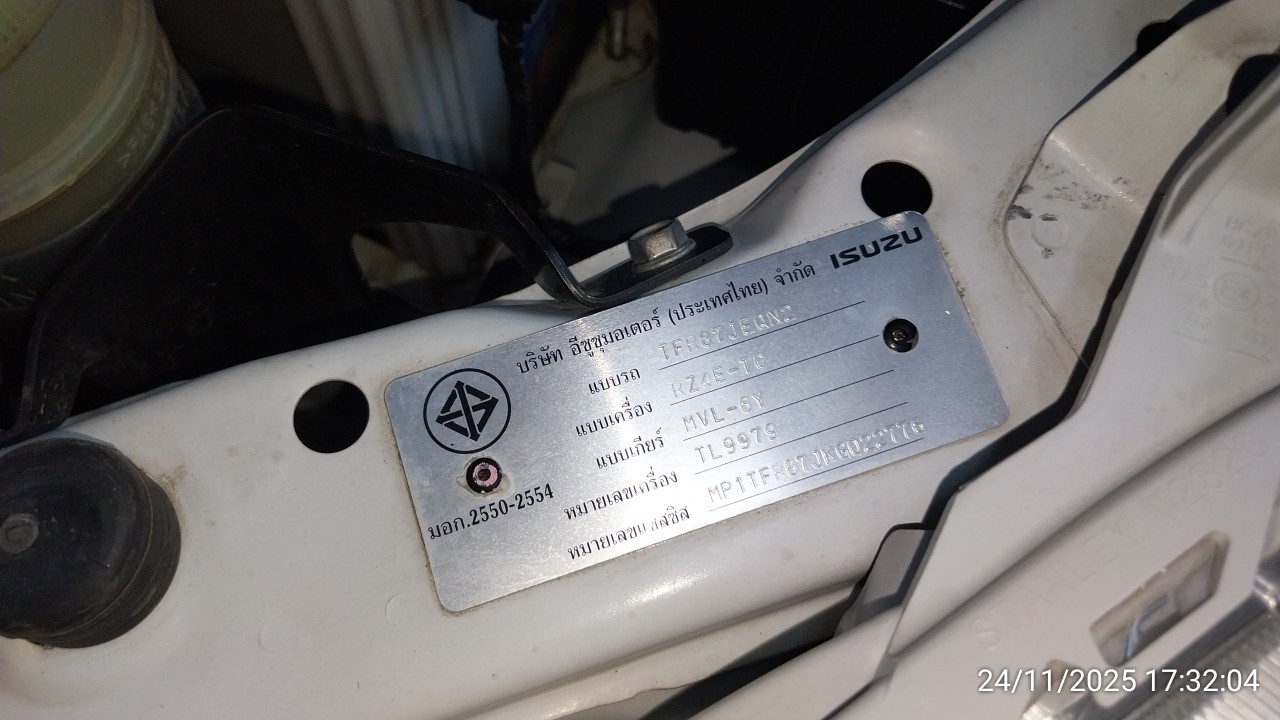 ISUZU
บริษัท อีซูซุมอเตอร์ (ประเทศไทย) จำกัด
แบบรถ TFR87JEQN2
แบบเครื่อง RZ4E-TC
แบบเกียร์ MVL-6Y
หมายเลขเครื่อง TL9979
หมายเลขแชสซิส
มอก.2550-2554
24/11/2025 17:32:04